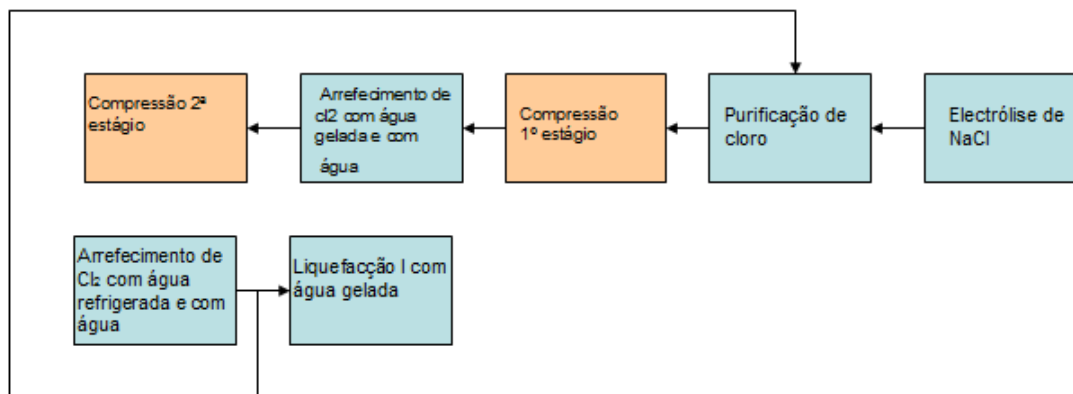 Compressão 2ª
estágio
Arrefecimento de
cl2 com água
gelada e com
água
Compressão
1º estágio
Purificação de
cloro
Electrólise de
NaCl
Arrefecimento de
Cl₂ com água
refrigerada e com
água
Liquefacção I com
água gelada